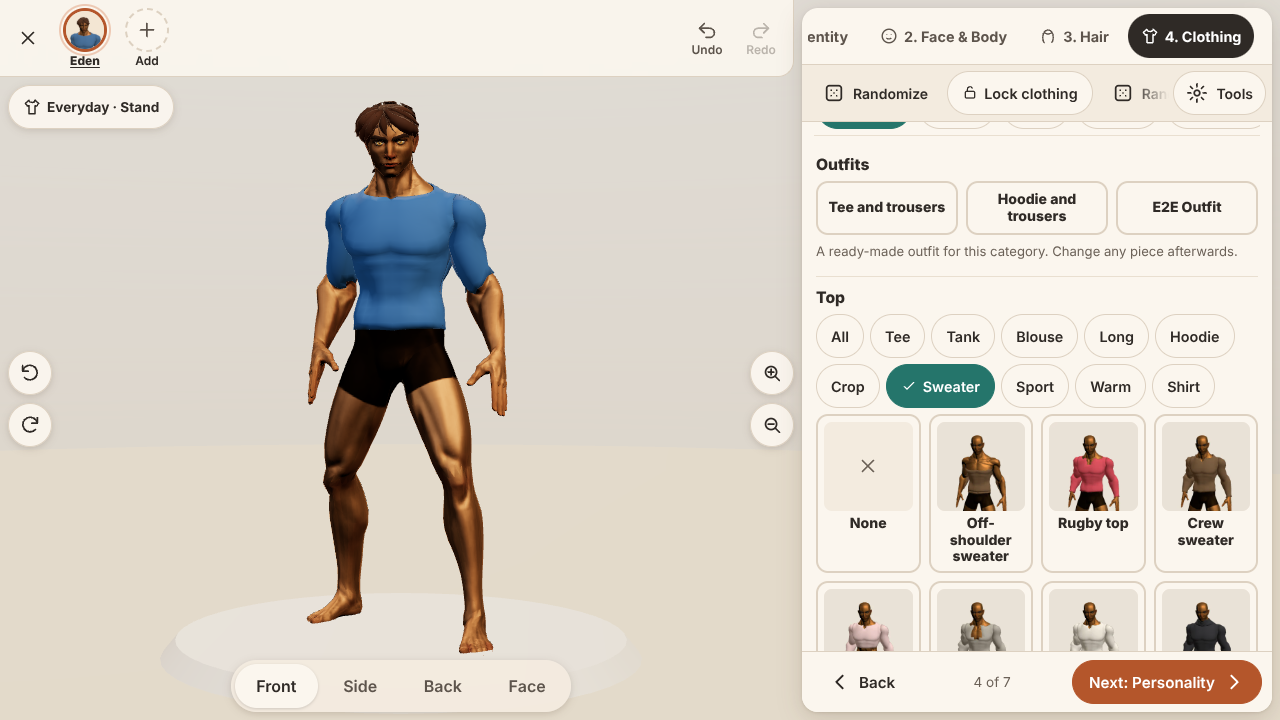 Eden
Add
Undo
Redo
Everyday · Stand
Front
Side
Back
Face
entity
2. Face & Body
3. Hair
4. Clothing
Randomize
Lock clothing
Ran
Tools
Outfits
Tee and trousers
Hoodie and
trousers
E2E Outfit
A ready-made outfit for this category. Change any piece afterwards.
Top
All
Tee
Tank
Blouse
Long
Hoodie
Crop
Sweater
Sport
Warm
Shirt
None
Off-
shoulder
sweater
Rugby top
Crew
sweater
Back
4 of 7
Next: Personality